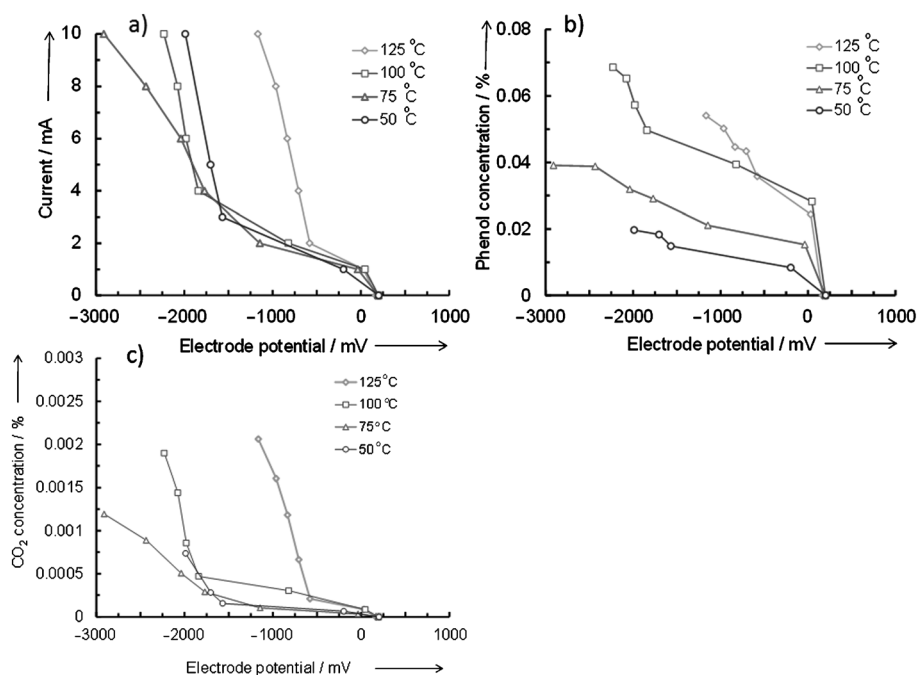 a)
Current / mA
10
8
6
4
2
0
−3000 −2000 −1000 0 1000
Electrode potential / mV
125 °C
100 °C
75 °C
50 °C
b)
Phenol concentration / %
0.08
0.06
0.04
0.02
0
−3000 −2000 −1000 0 1000
Electrode potential / mV
125 °C
100 °C
75 °C
50 °C
c)
CO2 concentration / %
0.003
0.0025
0.002
0.0015
0.001
0.0005
0
−3000 −2000 −1000 0 1000
Electrode potential / mV
125°C
100°C
75°C
50°C